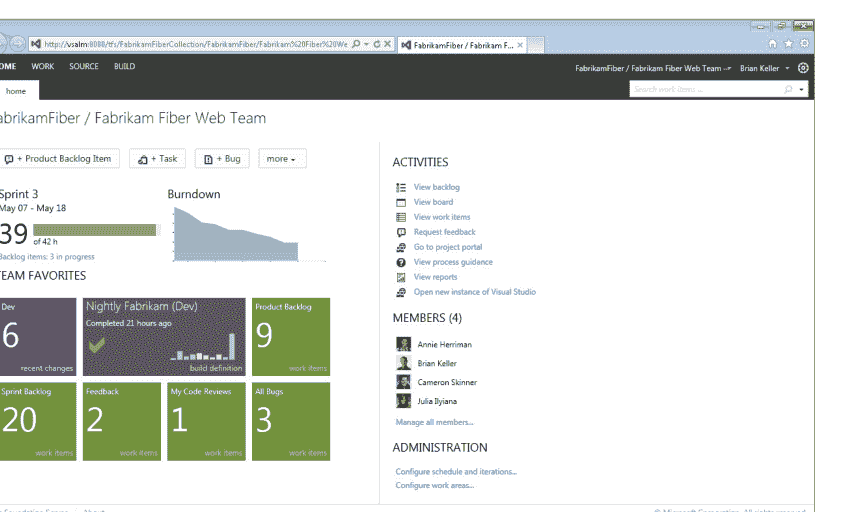 http://vsalm:8080/tfs/FabrikamFiberCollection/FabrikamFiber/Fabrikam%20Fiber%20We
FabrikamFiber / Fabrikam F...
OME WORK SOURCE BUILD
FabrikamFiber / Fabrikam Fiber Web Team
Brian Keller
home
Search work items ...
abrikamFiber / Fabrikam Fiber Web Team
+ Product Backlog Item
+ Task
+ Bug
more
Sprint 3
May 07 - May 18
39
of 42 h
Backlog items: 3 in progress
Burndown
TEAM FAVORITES
Dev
6
recent changes
Nightly Fabrikam (Dev)
Completed 21 hours ago
build definition
Product Backlog
9
work items
Sprint Backlog
20
work items
Feedback
2
work items
My Code Reviews
1
work items
All Bugs
3
work items
ACTIVITIES
View backlog
View board
View work items
Request feedback
Go to project portal
View process guidance
View reports
Open new instance of Visual Studio
MEMBERS (4)
Annie Herriman
Brian Keller
Cameron Skinner
Julia Ilyiana
Manage all members...
ADMINISTRATION
Configure schedule and iterations...
Configure work areas...